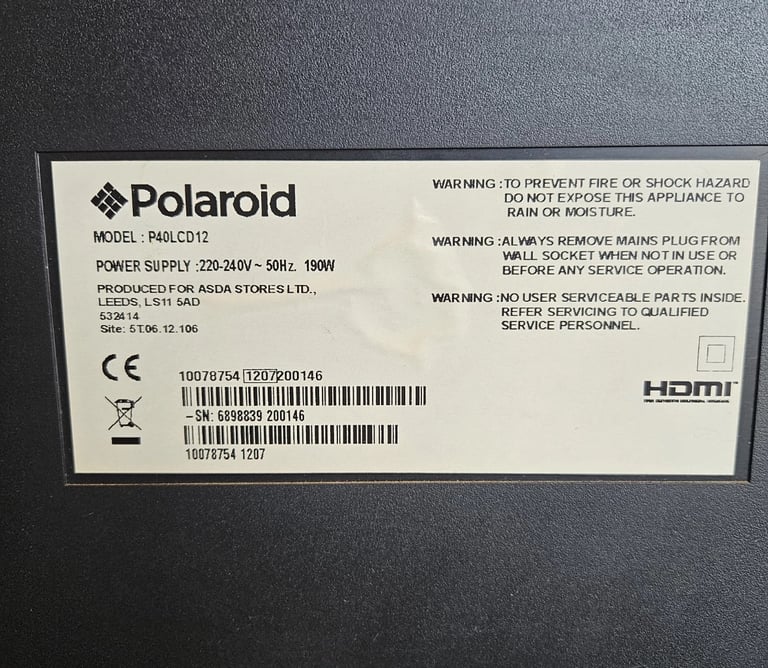 Polaroid
MODEL : P40LCD12
POWER SUPPLY :220-240V ~ 50Hz. 190W
PRODUCED FOR ASDA STORES LTD.,
LEEDS, LS11 5AD
532414
Site: 5T.06.12.106
WARNING :TO PREVENT FIRE OR SHOCK HAZARD
DO NOT EXPOSE THIS APPLIANCE TO
RAIN OR MOISTURE.
WARNING :ALWAYS REMOVE MAINS PLUG FROM
WALL SOCKET WHEN NOT IN USE OR
BEFORE ANY SERVICE OPERATION.
WARNING :NO USER SERVICEABLE PARTS INSIDE.
REFER SERVICING TO QUALIFIED
SERVICE PERSONNEL.
CE
10078754 1207200146
-SN: 6898839 200146
10078754 1207
HDMI